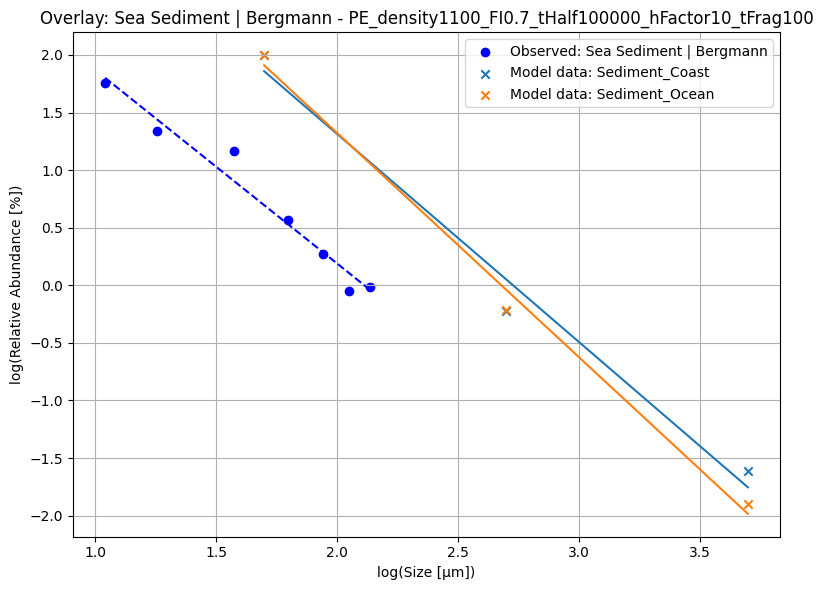 Overlay: Sea Sediment | Bergmann - PE_density1100_FI0.7_tHalf100000_hFactor10_tFrag100
Observed: Sea Sediment | Bergmann
Model data: Sediment_Coast
Model data: Sediment_Ocean
log(Relative Abundance [%])
2.0
1.5
1.0
0.5
0.0
−0.5
−1.0
−1.5
−2.0
1.0 1.5 2.0 2.5 3.0 3.5
log(Size [μm])